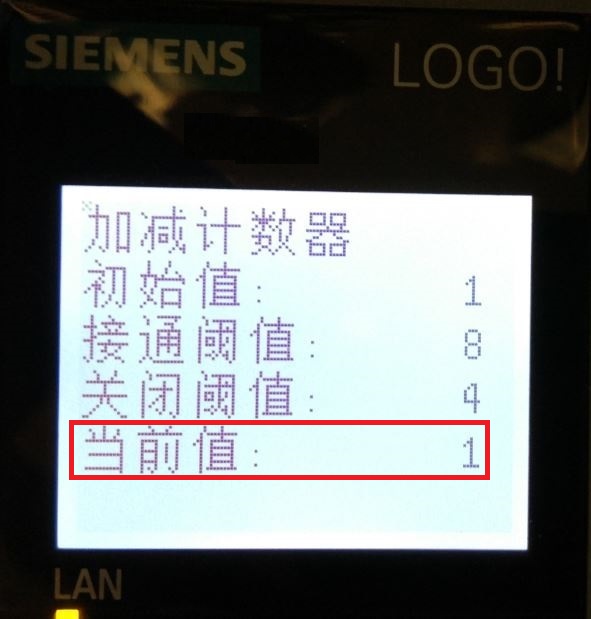 SIEMENS
LOGO!
加减计数器
初始值: 1
接通阈值: 8
关闭阈值: 4
当前值: 1
LAN